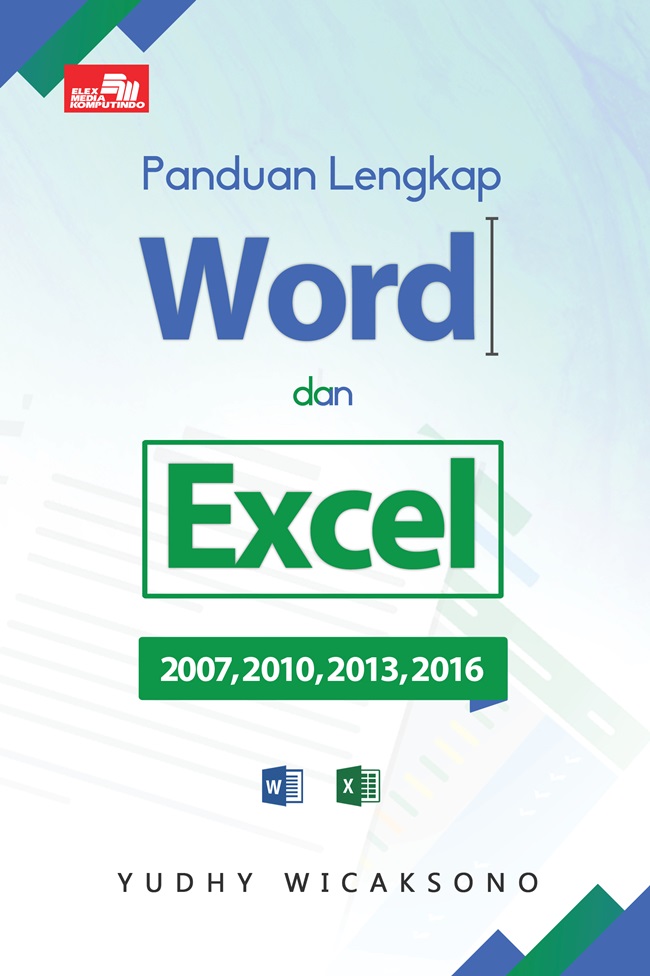 ELEX
MEDIA
KOMPUTINDO
Panduan Lengkap
Word
dan
Excel
2007, 2010, 2013, 2016
W X
YUDHY WICAKSONO